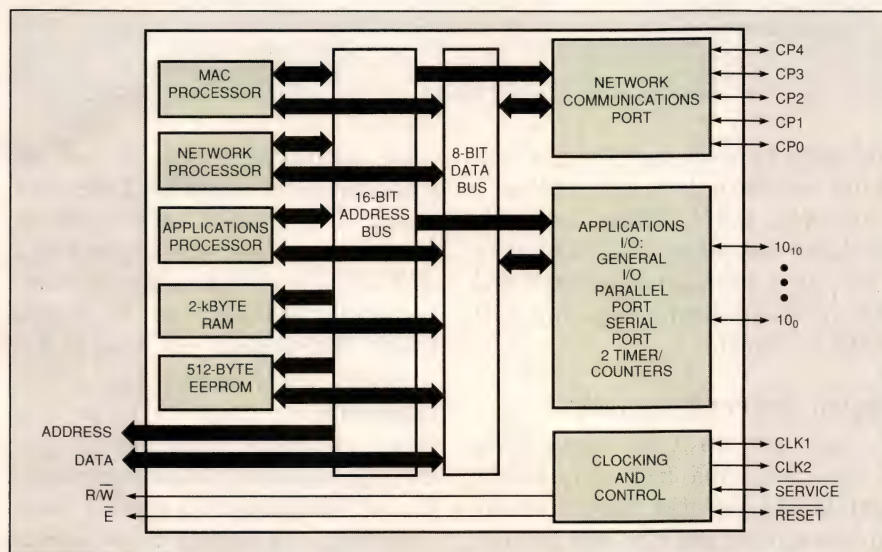 MAC
PROCESSOR
NETWORK
PROCESSOR
APPLICATIONS
PROCESSOR
2-kBYTE
RAM
512-BYTE
EEPROM
ADDRESS
DATA
R/W̅
E̅
16-BIT
ADDRESS
BUS
8-BIT
DATA
BUS
NETWORK
COMMUNICATIONS
PORT
CP4
CP3
CP2
CP1
CP0
APPLICATIONS
I/O:
GENERAL
I/O
PARALLEL
PORT
SERIAL
PORT
2 TIMER/
COUNTERS
10₁₀
10₀
CLOCKING
AND
CONTROL
CLK1
CLK2
S̅E̅R̅V̅I̅C̅E̅
R̅E̅S̅E̅T̅